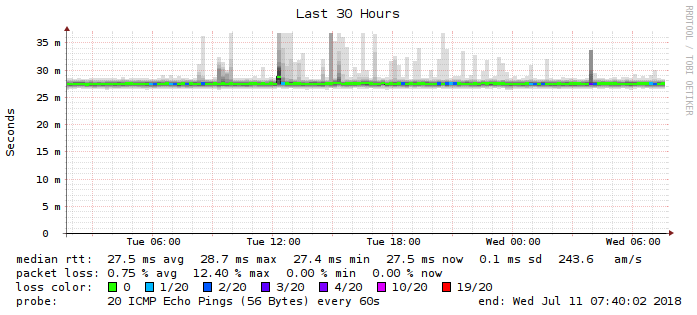 Last 30 Hours
RRDTOOL / TOBI OETIKER
Seconds
35 m
30 m
25 m
20 m
15 m
10 m
5 m
0
Tue 06:00 Tue 12:00 Tue 18:00 Wed 00:00 Wed 06:00
median rtt: 27.5 ms avg 28.7 ms max 27.4 ms min 27.5 ms now 0.1 ms sd 243.6 am/s
packet loss: 0.75 % avg 12.40 % max 0.00 % min 0.00 % now
loss color: 0 1/20 2/20 3/20 4/20 10/20 19/20
probe: 20 ICMP Echo Pings (56 Bytes) every 60s end: Wed Jul 11 07:40:02 2018